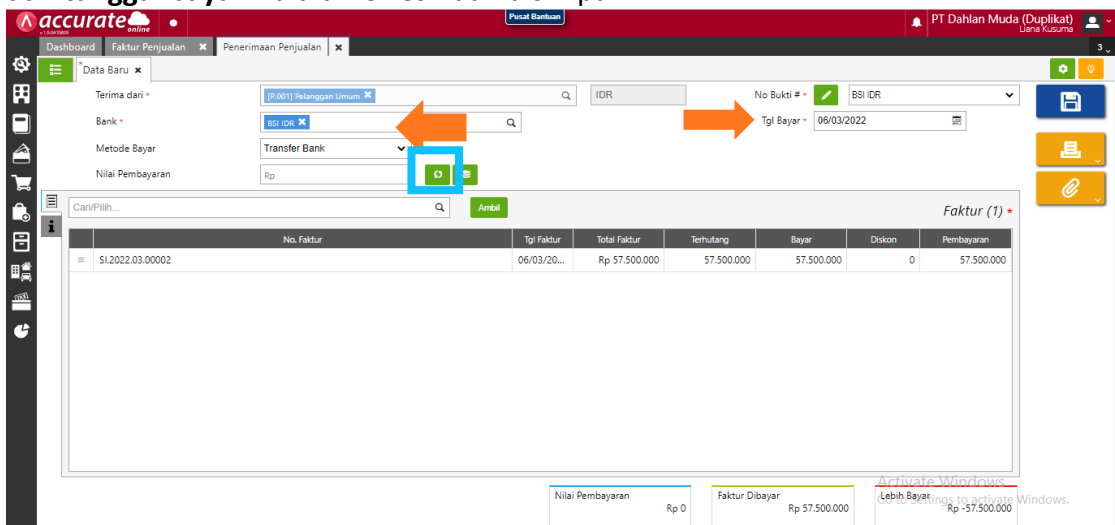 accurate online
v1.0.0#10809
Pusat Bantuan
PT Dahlan Muda (Duplikat)
Liana Kusuma
Dashboard Faktur Penjualan × Penerimaan Penjualan × 3
*Data Baru ×
Terima dari * [P.001] Pelanggan Umum × IDR No Bukti # * BSI IDR
Bank * BSI IDR × Tgl Bayar * 06/03/2022
Metode Bayar Transfer Bank
Nilai Pembayaran Rp
Cari/Pilih... Ambil Faktur (1) *
No. Faktur Tgl Faktur Total Faktur Terhutang Bayar Diskon Pembayaran
SI.2022.03.00002 06/03/20... Rp 57.500.000 57.500.000 57.500.000 0 57.500.000
Activate Windows
Go to Settings to activate Windows.
Nilai Pembayaran Faktur Dibayar Lebih Bayar
Rp 0 Rp 57.500.000 Rp -57.500.000